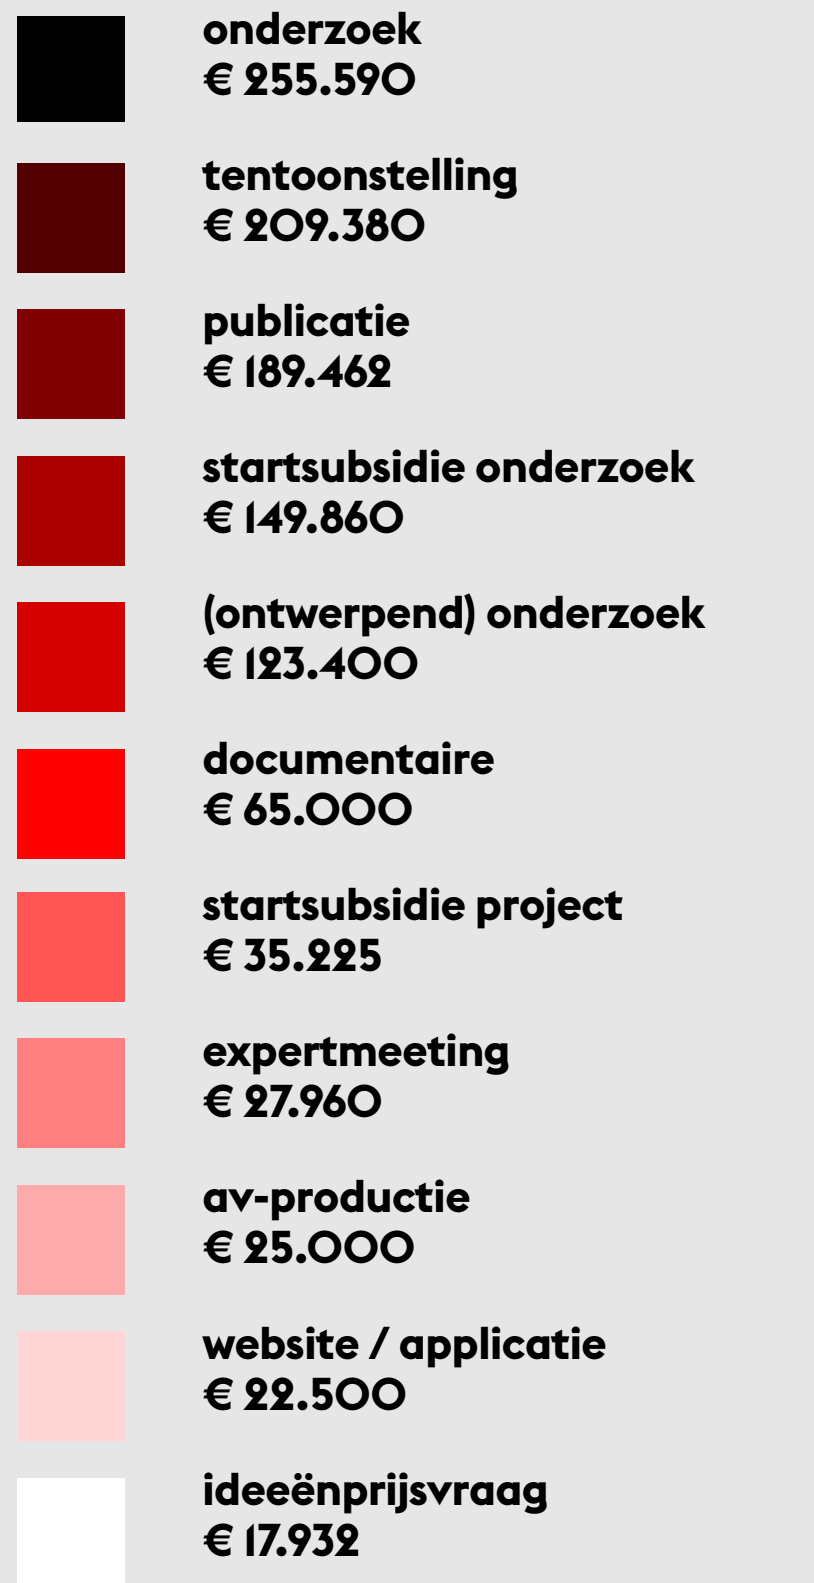 onderzoek
€ 255.590
tentoonstelling
€ 209.380
publicatie
€ 189.462
startsubsidie onderzoek
€ 149.860
(ontwerpend) onderzoek
€ 123.400
documentaire
€ 65.000
startsubsidie project
€ 35.225
expertmeeting
€ 27.960
av-productie
€ 25.000
website / applicatie
€ 22.500
ideeënprijsvraag
€ 17.932